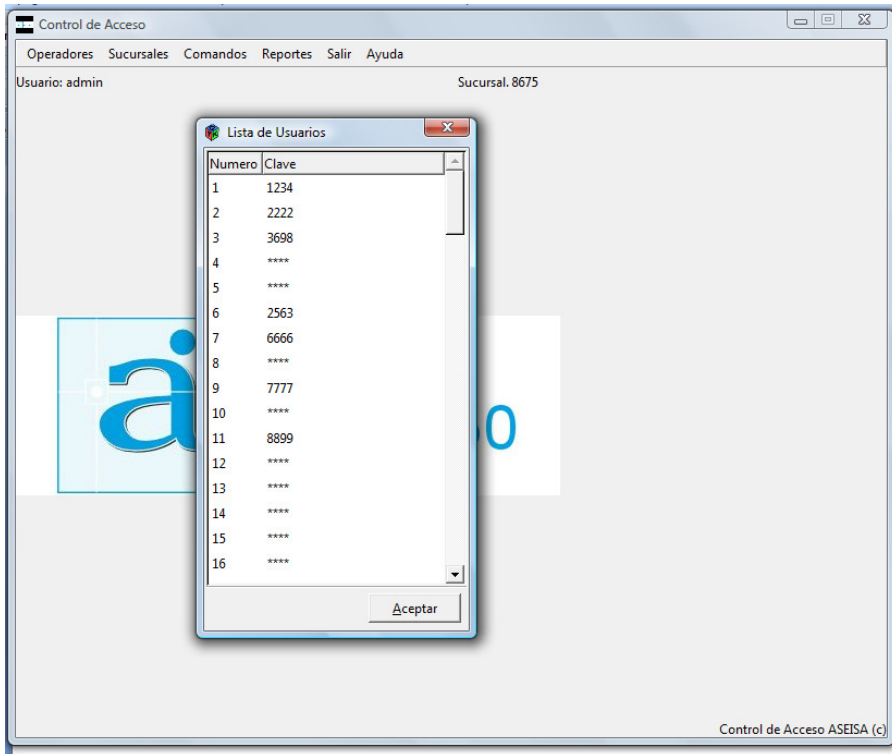 Control de Acceso
Operadores Sucursales Comandos Reportes Salir Ayuda
Usuario: admin Sucursal. 8675
Lista de Usuarios
Numero Clave
1 1234
2 2222
3 3698
4 ****
5 ****
6 2563
7 6666
8 ****
9 7777
10 ****
11 8899
12 ****
13 ****
14 ****
15 ****
16 ****
Aceptar
Control de Acceso ASEISA (c)